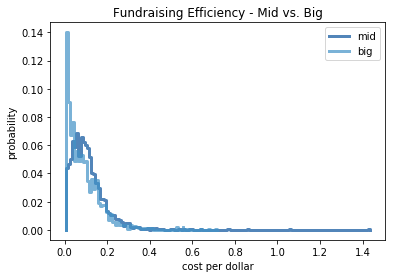 Fundraising Efficiency - Mid vs. Big
mid
big
probability
0.14
0.12
0.10
0.08
0.06
0.04
0.02
0.00
0.0 0.2 0.4 0.6 0.8 1.0 1.2 1.4
cost per dollar